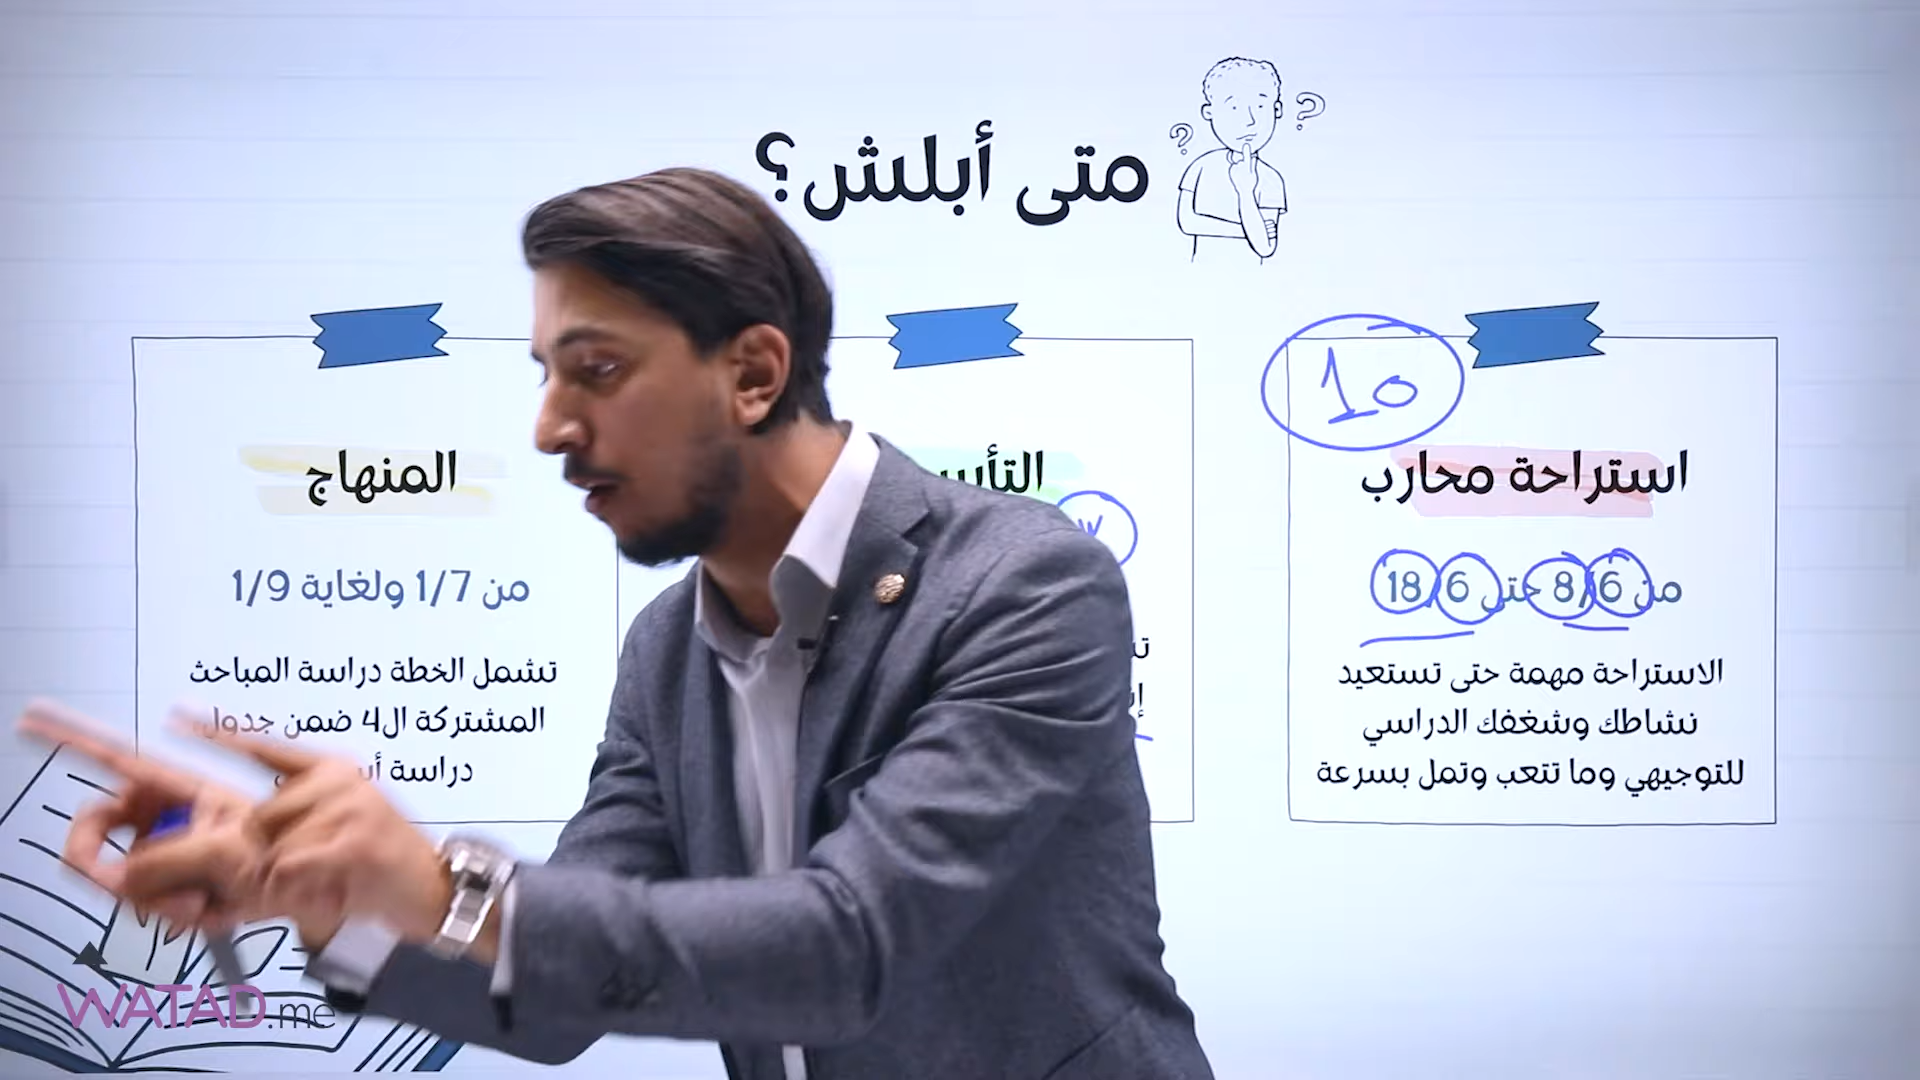 متى أبلش؟
10
استراحة محارب
من 8/6 حتى 18/6
الاستراحة مهمة حتى تستعيد
نشاطك وشغفك الدراسي
للتوجيهي وما تتعب وتمل بسرعة
المنهاج
من 1/7 ولغاية 1/9
تشمل الخطة دراسة المباحث
المشتركة ال4 ضمن جدول
دراسة
WATAD.me